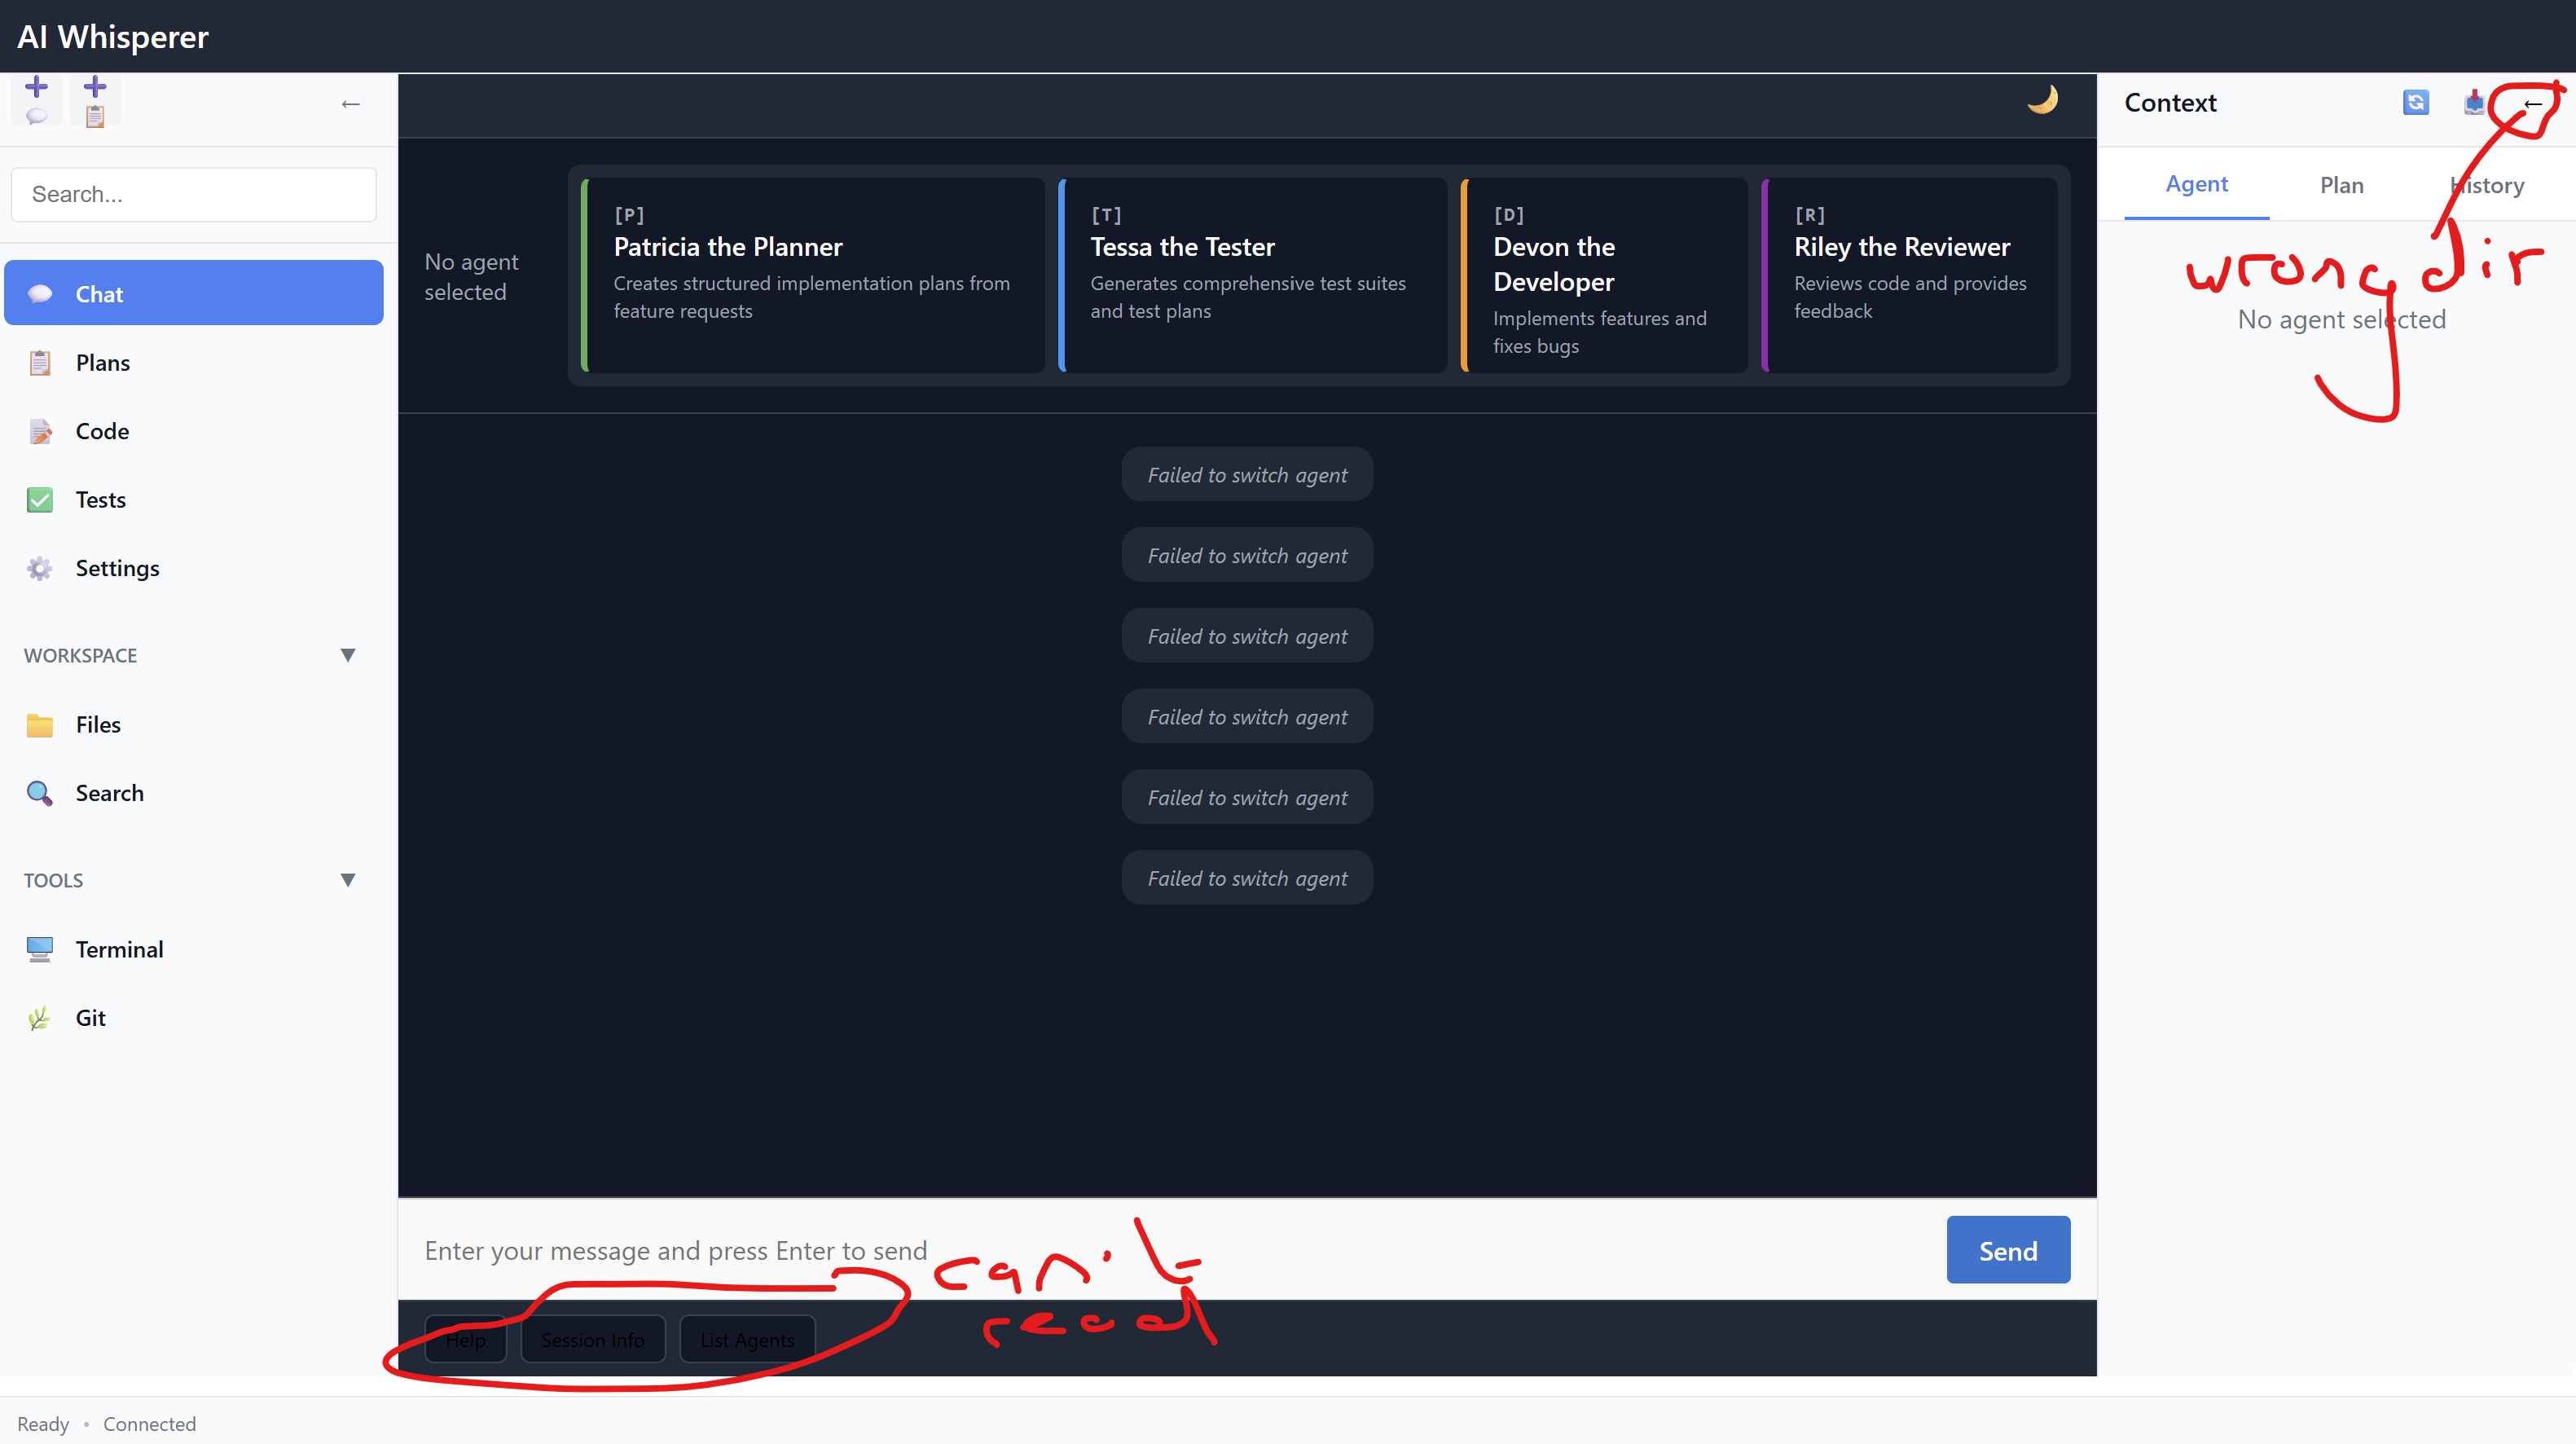 AI Whisperer
Search...
Chat
Plans
Code
Tests
Settings
WORKSPACE
Files
Search
TOOLS
Terminal
Git
No agent
selected
[P]
Patricia the Planner
Creates structured implementation plans from
feature requests
[T]
Tessa the Tester
Generates comprehensive test suites
and test plans
[D]
Devon the
Developer
Implements features and
fixes bugs
[R]
Riley the Reviewer
Reviews code and provides
feedback
Failed to switch agent
Failed to switch agent
Failed to switch agent
Failed to switch agent
Failed to switch agent
Failed to switch agent
Enter your message and press Enter to send
Send
can't
read
Help
Session Info
List Agents
Context
Agent
Plan
History
wrong dir
No agent selected
Ready • Connected